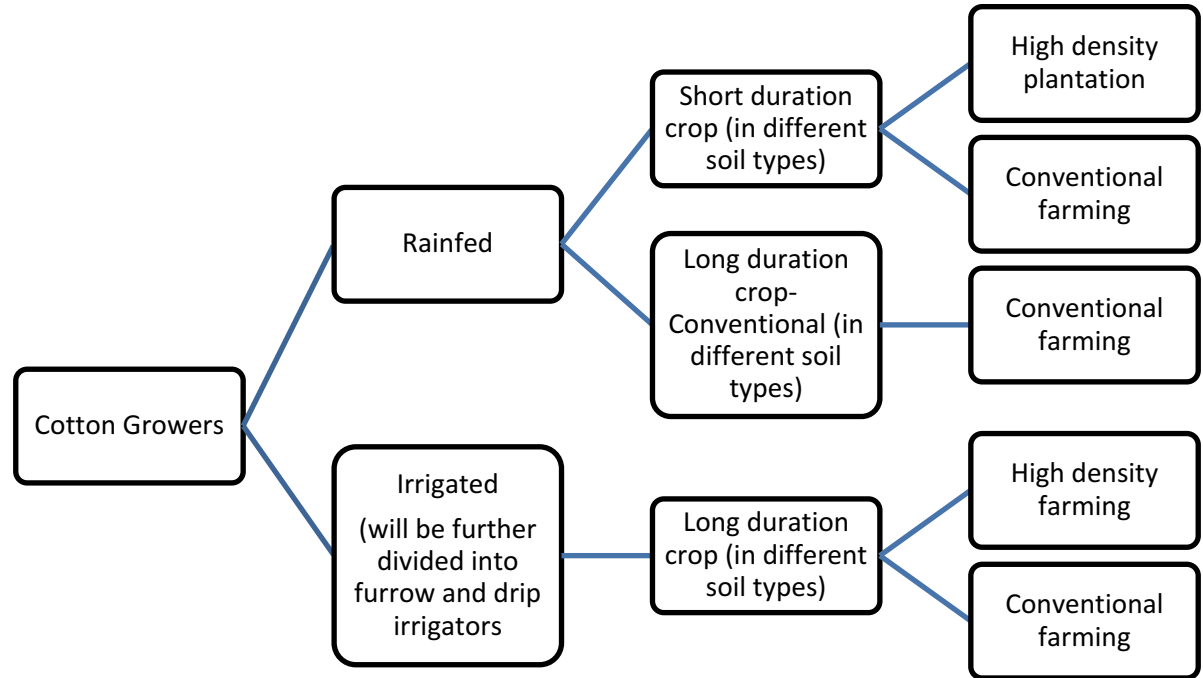 Cotton Growers
Rainfed
Irrigated
(will be further
divided into
furrow and drip
irrigators
Short duration
crop (in different
soil types)
Long duration
crop-
Conventional (in
different soil
types)
Long duration
crop (in different
soil types)
High density
plantation
Conventional
farming
Conventional
farming
High density
farming
Conventional
farming